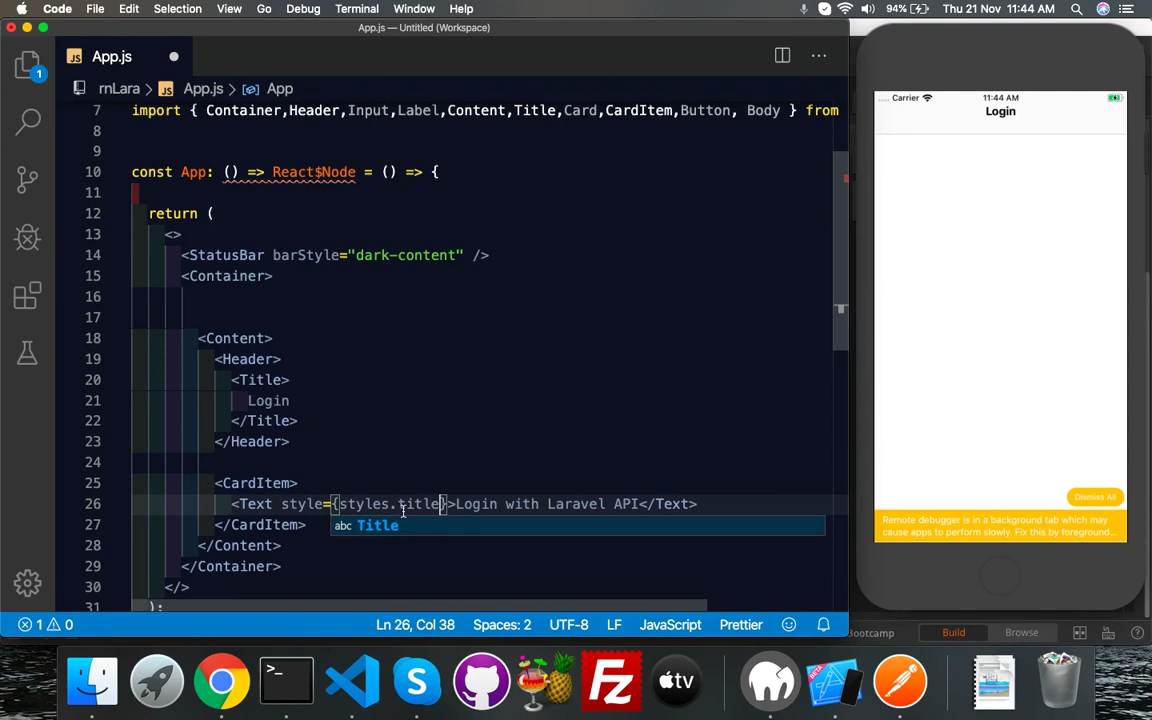 Code File Edit Selection View Go Debug Terminal Window Help 94% Thu 21 Nov 11:44 AM
App.js — Untitled (Workspace)
JS App.js
1
rnLara > JS App.js > App
7 import { Container,Header,Input,Label,Content,Title,Card,CardItem,Button, Body } from
8
9
10 const App: () => React$Node = () => {
11
12 return (
13 <>
14 <StatusBar barStyle="dark-content" />
15 <Container>
16
17
18 <Content>
19 <Header>
20 <Title>
21 Login
22 </Title>
23 </Header>
24
25 <CardItem>
26 <Text style={styles.title}>Login with Laravel API</Text>
abc Title
27 </CardItem>
28 </Content>
29 </Container>
30 </>
31 );
1 0 Ln 26, Col 38 Spaces: 2 UTF-8 LF JavaScript Prettier
Carrier 11:44 AM
Login
Dismiss All
Remote debugger is in a background tab which may
cause apps to perform slowly. Fix this by foreground...
Bootcamp Build Browse
tv